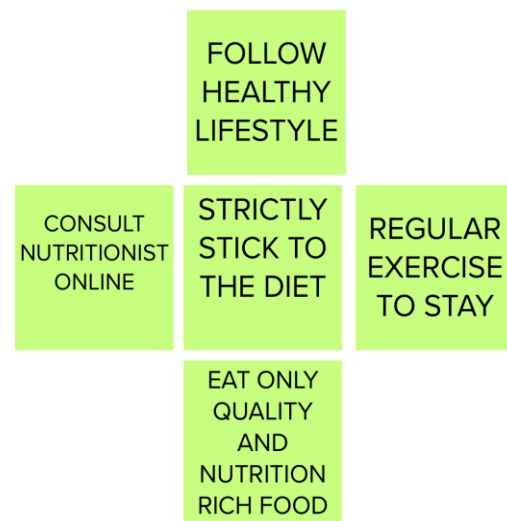 FOLLOW
HEALTHY
LIFESTYLE
CONSULT
NUTRITIONIST
ONLINE
STRICTLY
STICK TO
THE DIET
REGULAR
EXERCISE
TO STAY
EAT ONLY
QUALITY
AND
NUTRITION
RICH FOOD